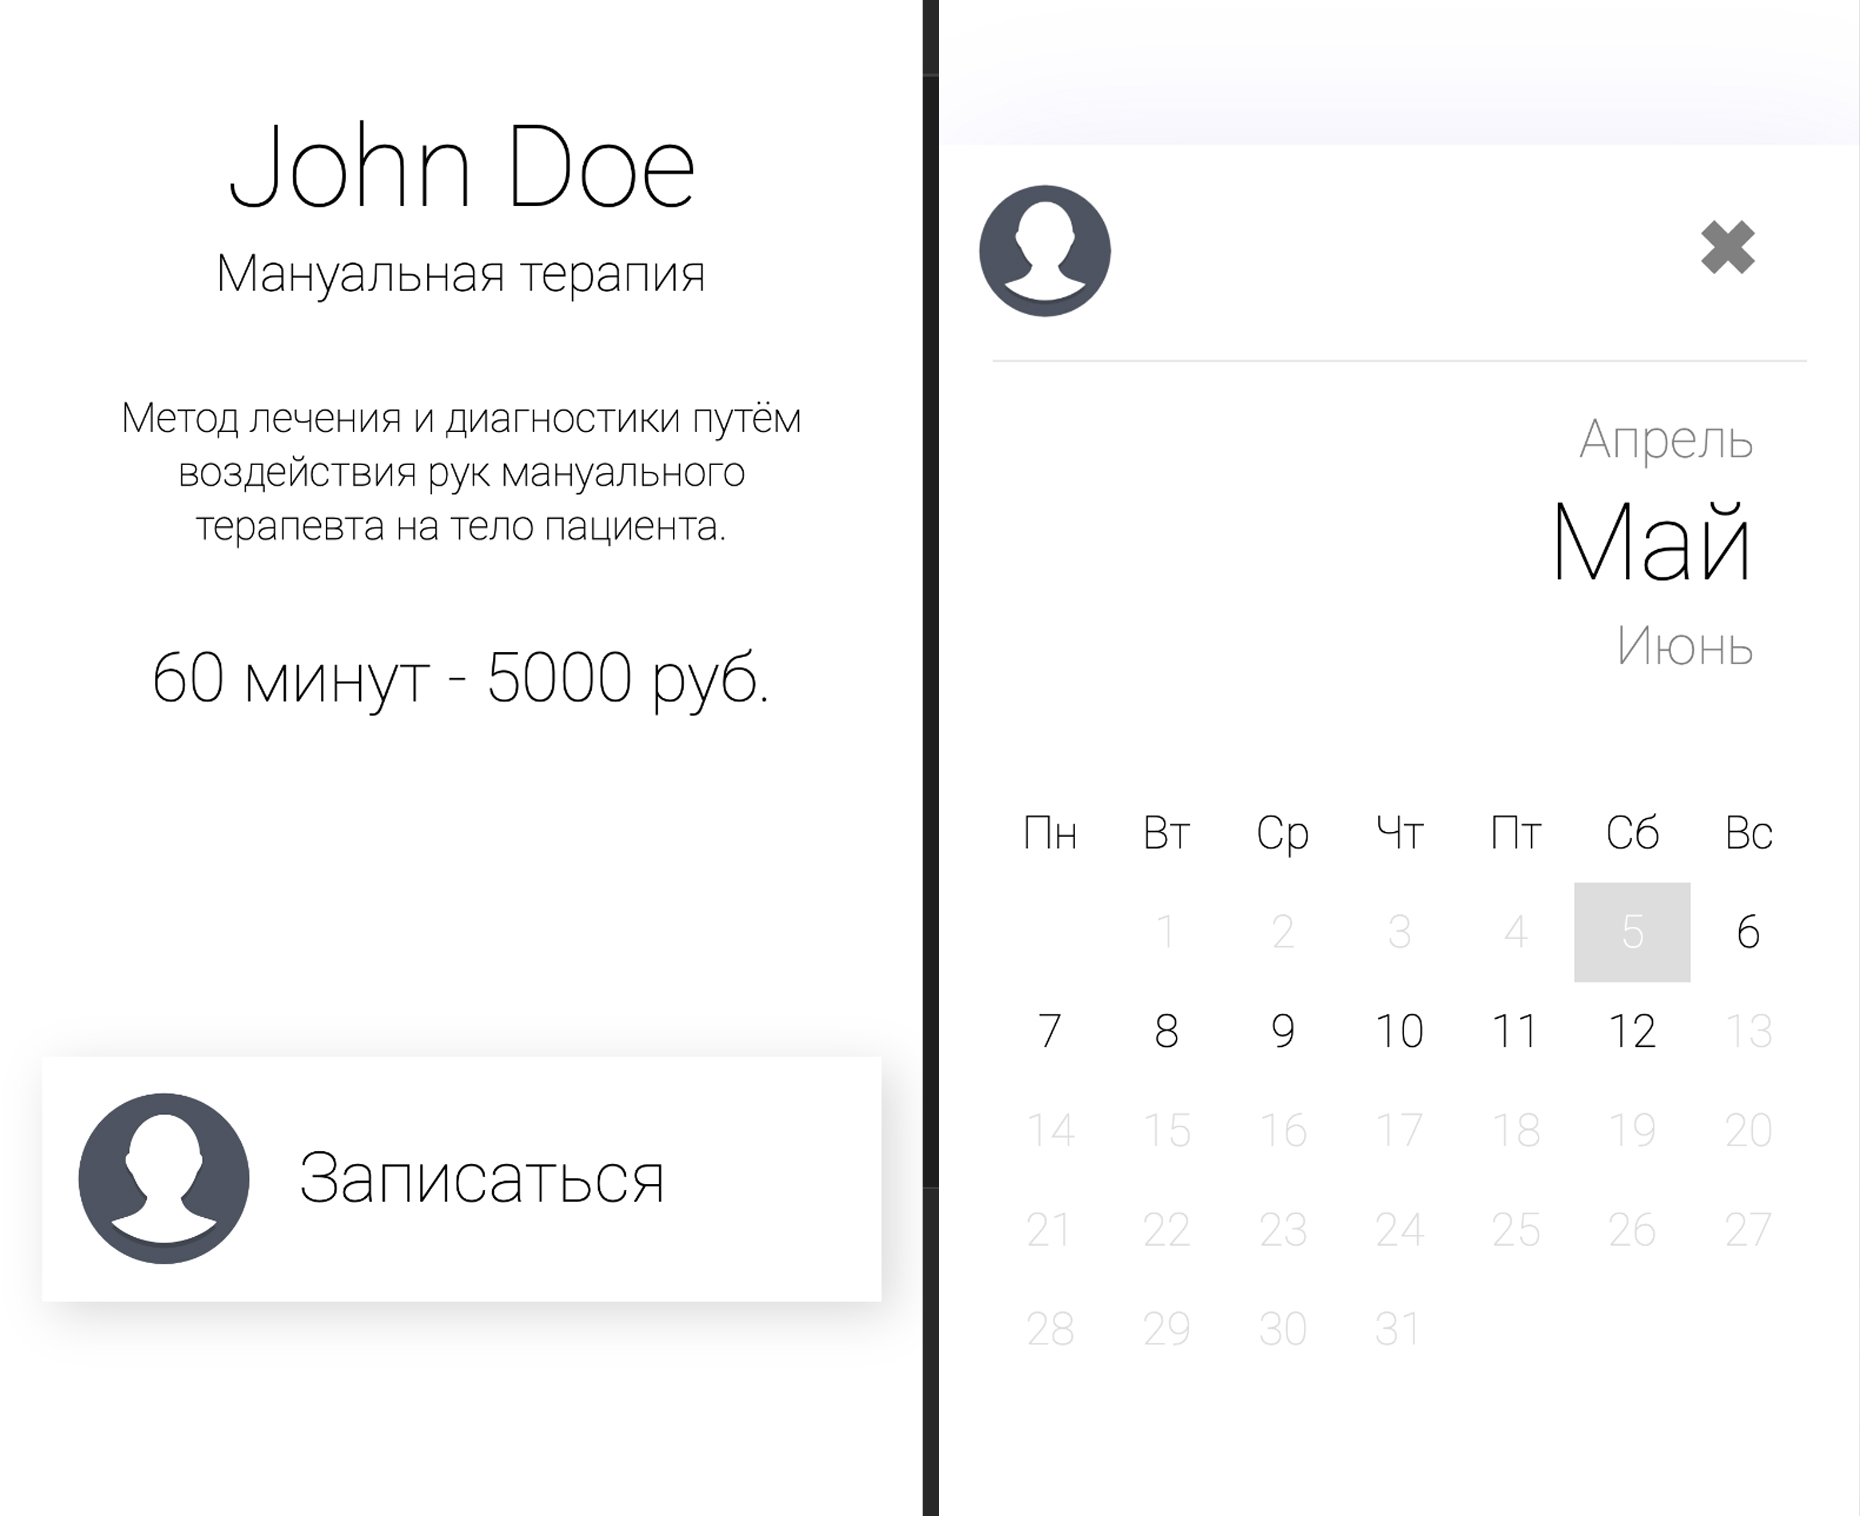 John Doe
Мануальная терапия
Метод лечения и диагностики путём
воздействия рук мануального
терапевта на тело пациента.
60 минут - 5000 руб.
Записаться
Апрель
Май
Июнь
Пн Вт Ср Чт Пт Сб Вс
1 2 3 4 5 6
7 8 9 10 11 12 13
14 15 16 17 18 19 20
21 22 23 24 25 26 27
28 29 30 31